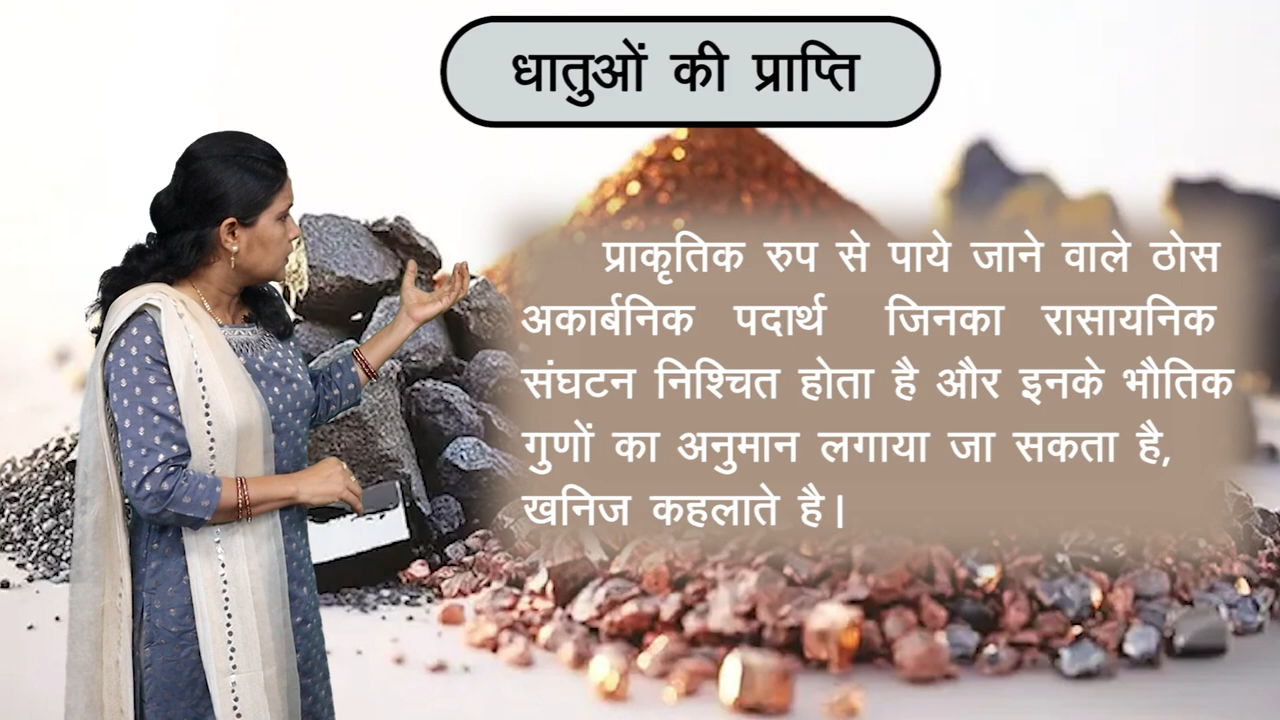 धातुओं की प्राप्ति
प्राकृतिक रुप से पाये जाने वाले ठोस
अकार्बनिक पदार्थ जिनका रासायनिक
संघटन निश्चित होता है और इनके भौतिक
गुणों का अनुमान लगाया जा सकता है,
खनिज कहलाते है।